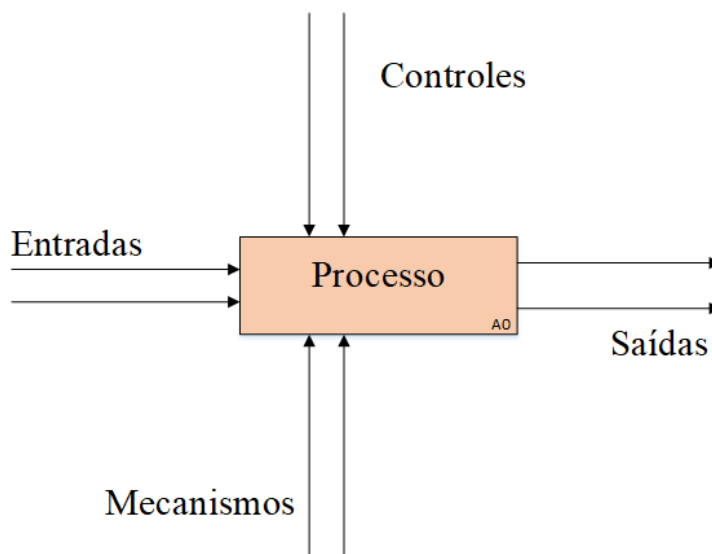 Controles
Entradas
Processo
A0
Saídas
Mecanismos